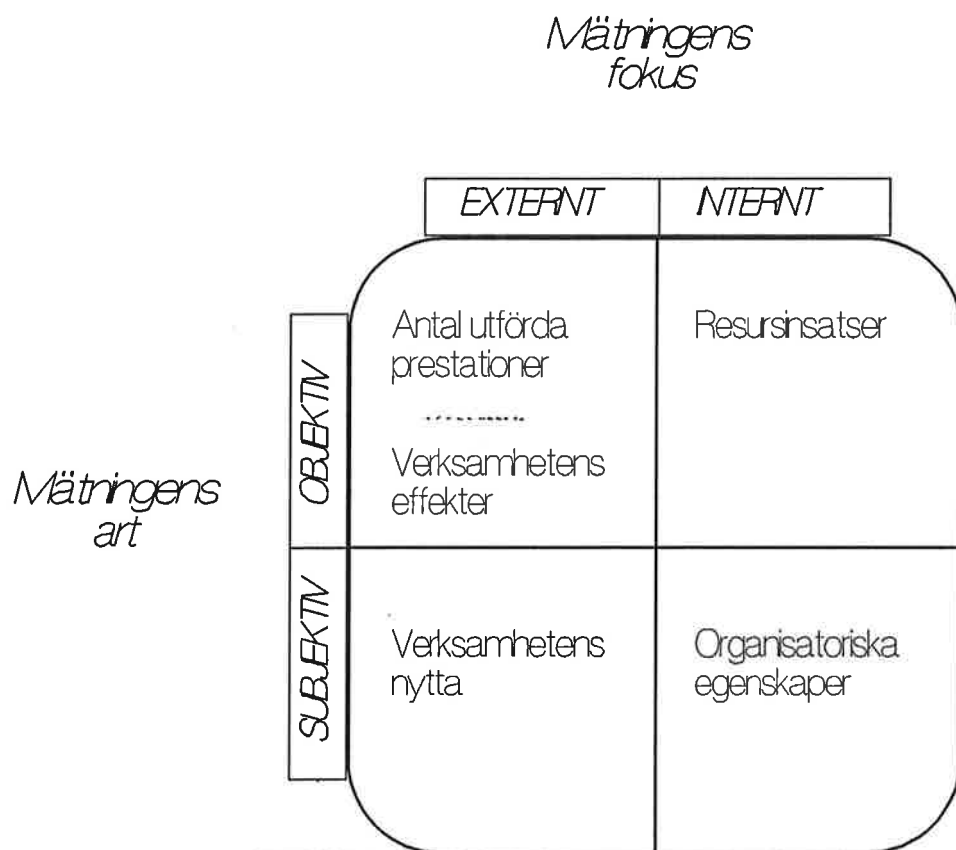 Mätningens
fokus
EXTERNT INTERNT
Antal utförda
prestationer
Resursinsatser
Verksamhetens
effekter
OBJEKTIV
Mätningens
art
SUBJEKTIV
Verksamhetens
nytta
Organisatoriska
egenskaper